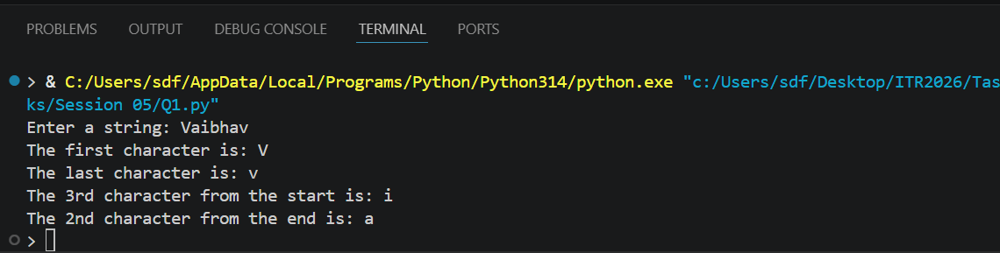 PROBLEMS OUTPUT DEBUG CONSOLE TERMINAL PORTS
> & C:/Users/sdf/AppData/Local/Programs/Python/Python314/python.exe "c:/Users/sdf/Desktop/ITR2026/Tas
ks/Session 05/Q1.py"
Enter a string: Vaibhav
The first character is: V
The last character is: v
The 3rd character from the start is: i
The 2nd character from the end is: a
>